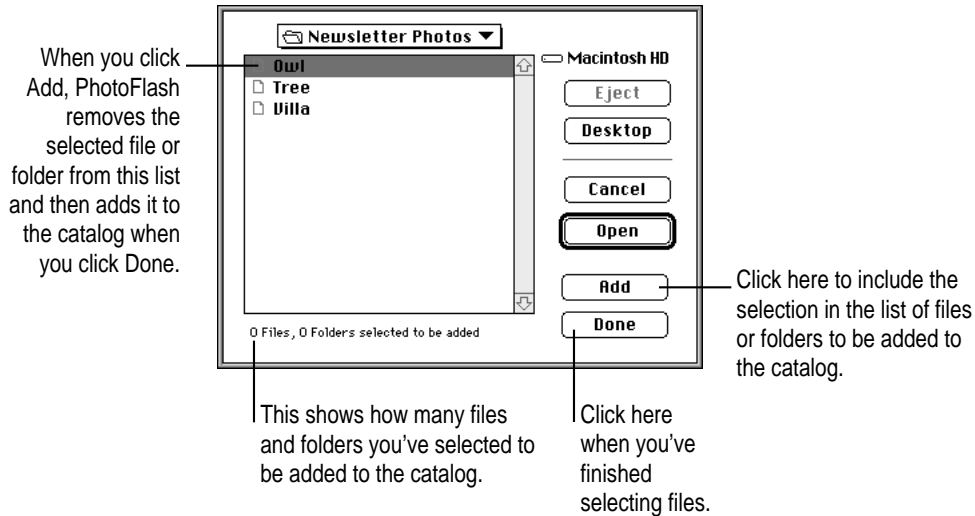 Newsletter Photos
When you click
Add, PhotoFlash
removes the
selected file or
folder from this list
and then adds it to
the catalog when
you click Done.
Owl
Tree
Villa
0 Files, 0 Folders selected to be added
Macintosh HD
Eject
Desktop
Cancel
Open
Add
Done
Click here to include the
selection in the list of files
or folders to be added to
the catalog.
This shows how many files
and folders you’ve selected to
be added to the catalog.
Click here
when you’ve
finished
selecting files.